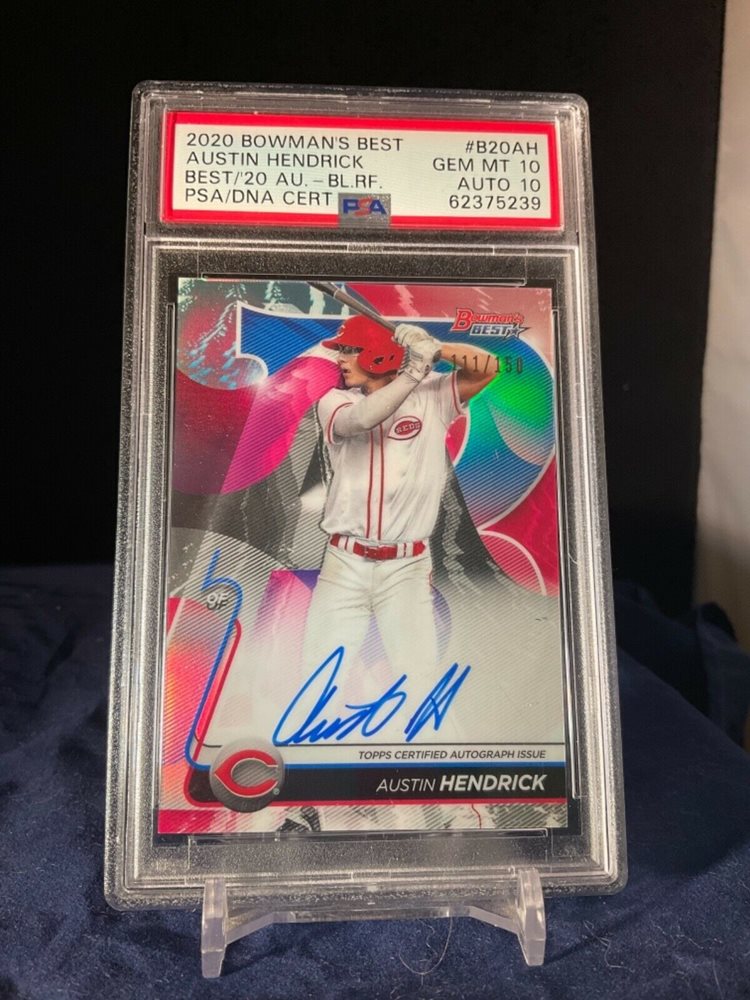 2020 BOWMAN'S BEST #B20AH
AUSTIN HENDRICK GEM MT 10
BEST/'20 AU.-BL.RF. AUTO 10
PSA/DNA CERT PSA 62375239
Bowman's
BEST
111/150
REDS
OF
TOPPS CERTIFIED AUTOGRAPH ISSUE
C
AUSTIN HENDRICK